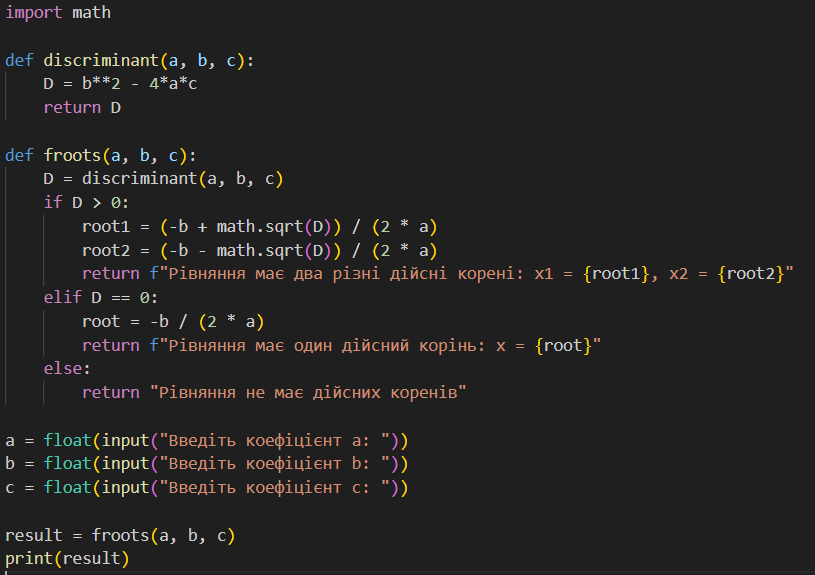 import math
def discriminant(a, b, c):
    D = b**2 - 4*a*c
    return D
def froots(a, b, c):
    D = discriminant(a, b, c)
    if D > 0:
        root1 = (-b + math.sqrt(D)) / (2 * a)
        root2 = (-b - math.sqrt(D)) / (2 * a)
        return f"Рівняння має два різні дійсні корені: x1 = {root1}, x2 = {root2}"
    elif D == 0:
        root = -b / (2 * a)
        return f"Рівняння має один дійсний корінь: x = {root}"
    else:
        return "Рівняння не має дійсних коренів"
a = float(input("Введіть коефіцієнт a: "))
b = float(input("Введіть коефіцієнт b: "))
c = float(input("Введіть коефіцієнт c: "))
result = froots(a, b, c)
print(result)